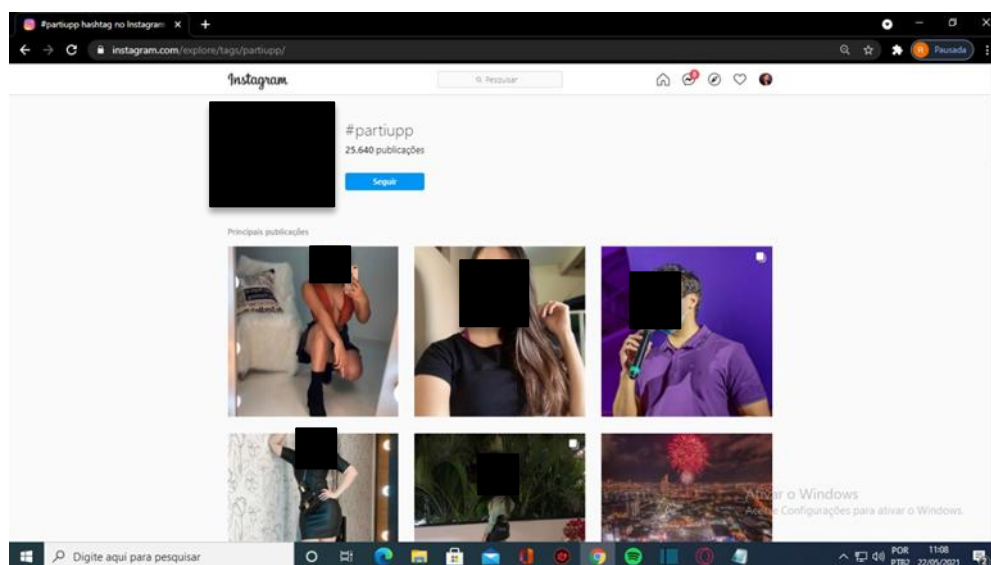 #partiupp hashtag no Instagram
instagram.com/explore/tags/partiupp/
Pausada
Instagram
Pesquisar
#partiupp
25.640 publicações
Seguir
Principais publicações
Ativar o Windows
Acesse Configurações para ativar o Windows.
Digite aqui para pesquisar
POR
11:08
PTB2
22/05/2021